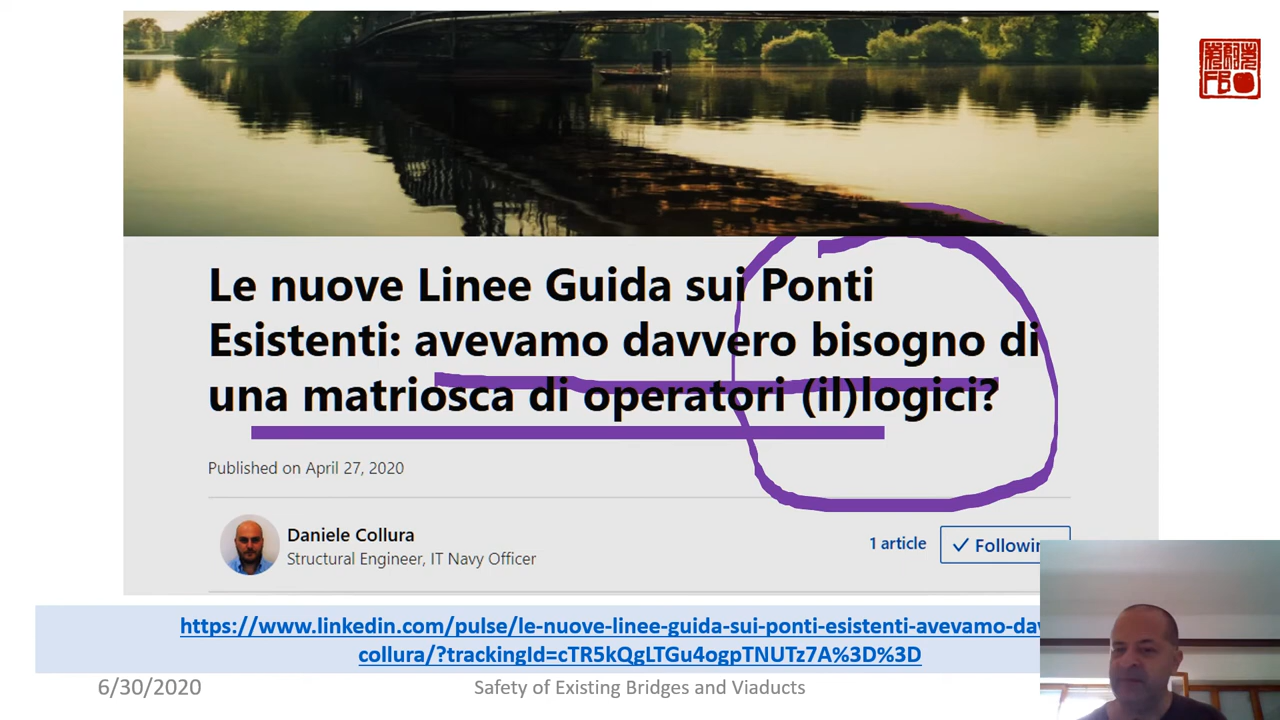 Le nuove Linee Guida sui Ponti
Esistenti: avevamo davvero bisogno di
una matriosca di operatori (il)logici?
Published on April 27, 2020
Daniele Collura
Structural Engineer, IT Navy Officer
1 article
✓ Followin
https://www.linkedin.com/pulse/le-nuove-linee-guida-sui-ponti-esistenti-avevamo-dav
collura/?trackingId=cTR5kQgLTGu4ogpTNUTz7A%3D%3D
6/30/2020
Safety of Existing Bridges and Viaducts